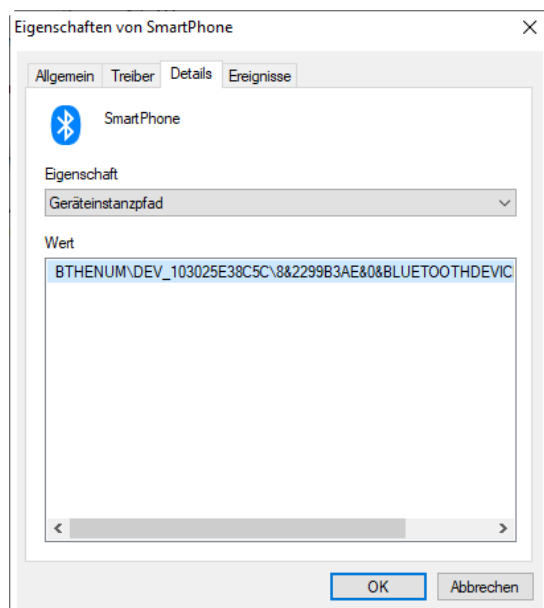 Eigenschaften von SmartPhone
Allgemein Treiber Details Ereignisse
SmartPhone
Eigenschaft
Geräteinstanzpfad
Wert
BTHENUM\DEV_103025E38C5C\8&2299B3AE&0&BLUETOOTHDEVIC
OK Abbrechen